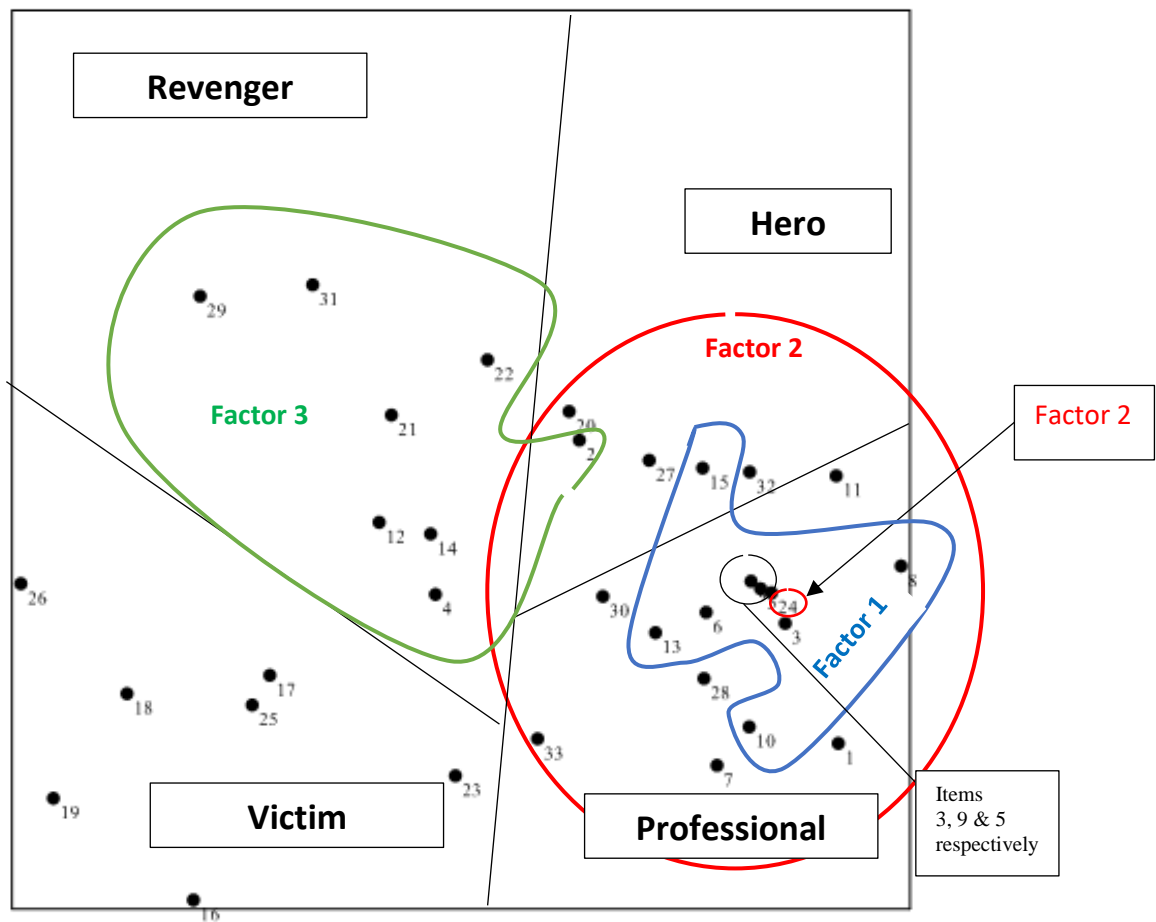 Revenger
Hero
29
31
Factor 2
22
Factor 3
21
20
2
Factor 2
27
15
32
11
12
14
26
4
30
6
24
3
8
13
Factor 1
17
28
18
25
10
33
1
7
23
19
Victim
Professional
Items
3, 9 & 5
respectively
16